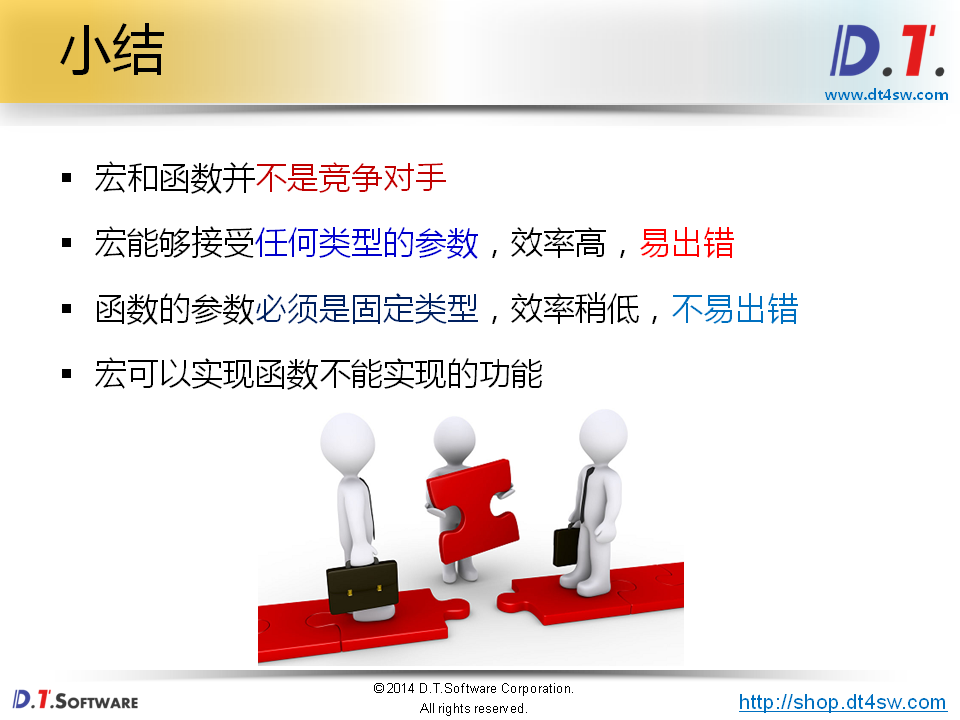 小结
D.T.
www.dt4sw.com
▪ 宏和函数并不是竞争对手
▪ 宏能够接受任何类型的参数，效率高，易出错
▪ 函数的参数必须是固定类型，效率稍低，不易出错
▪ 宏可以实现函数不能实现的功能
D.T.SOFTWARE
©2014 D.T.Software Corporation.
All rights reserved.
http://shop.dt4sw.com